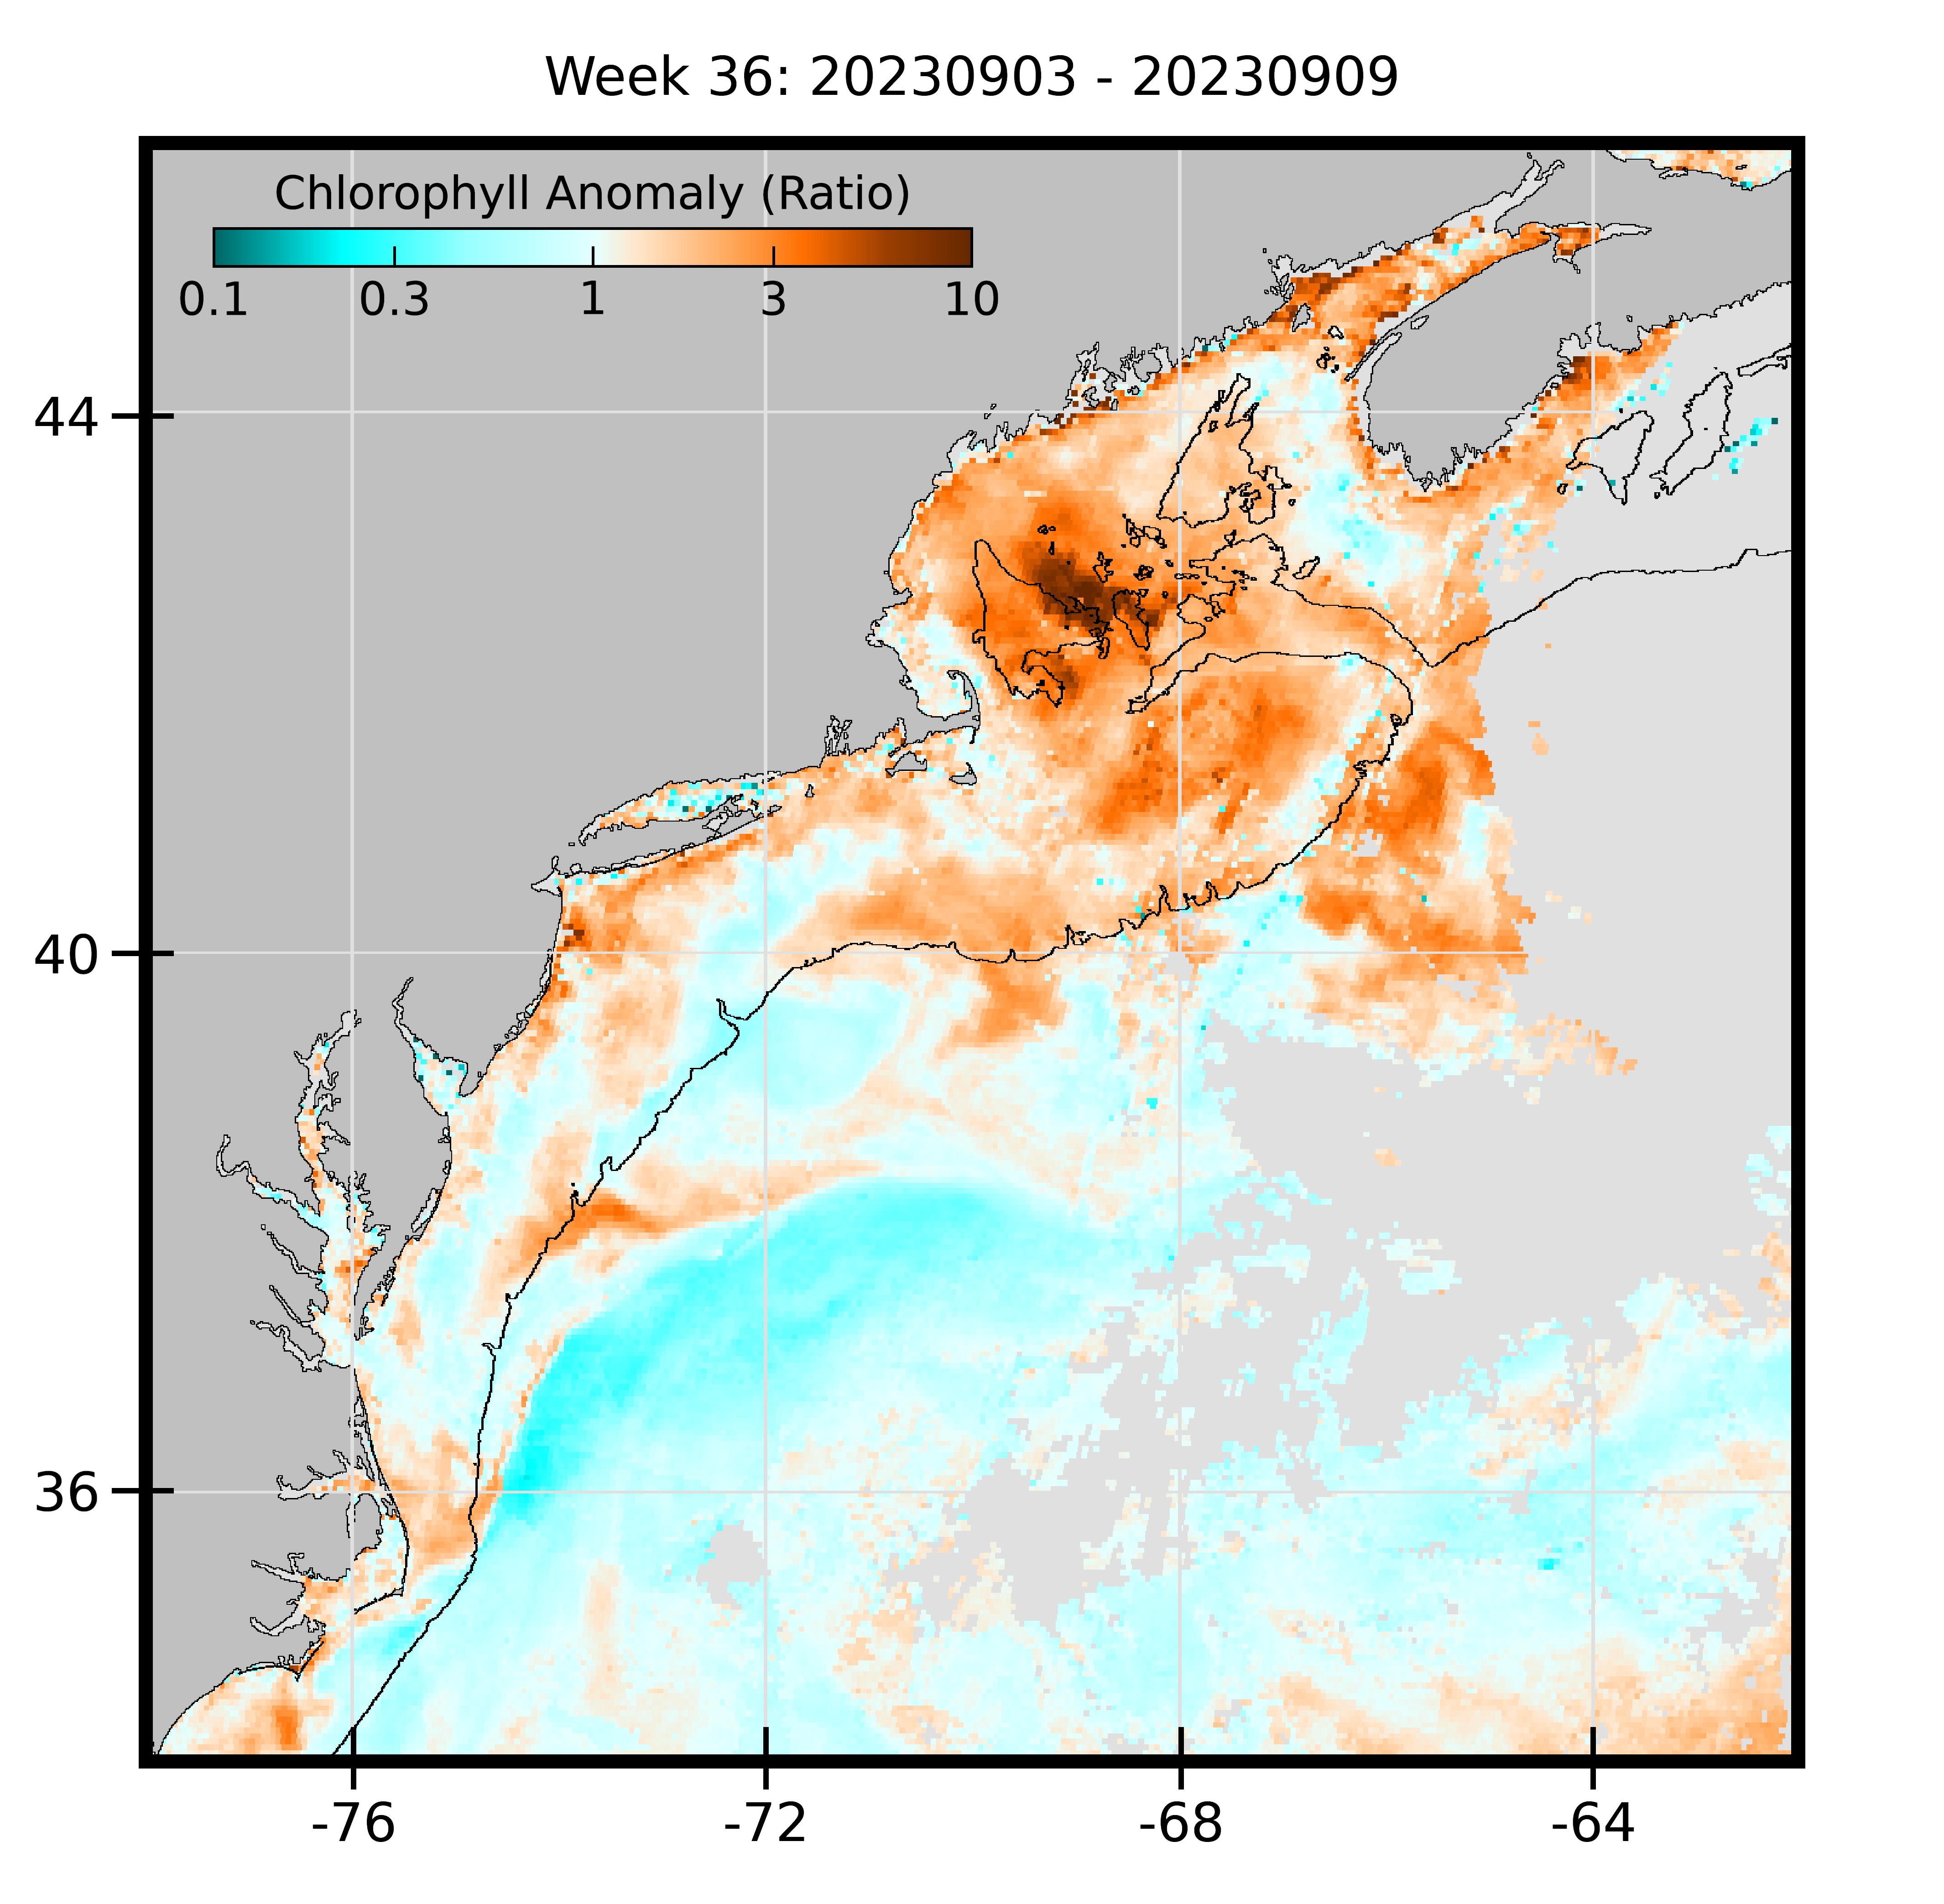 Week 36: 20230903 - 20230909
Chlorophyll Anomaly (Ratio)
0.1 0.3 1 3 10
44
40
36
-76 -72 -68 -64